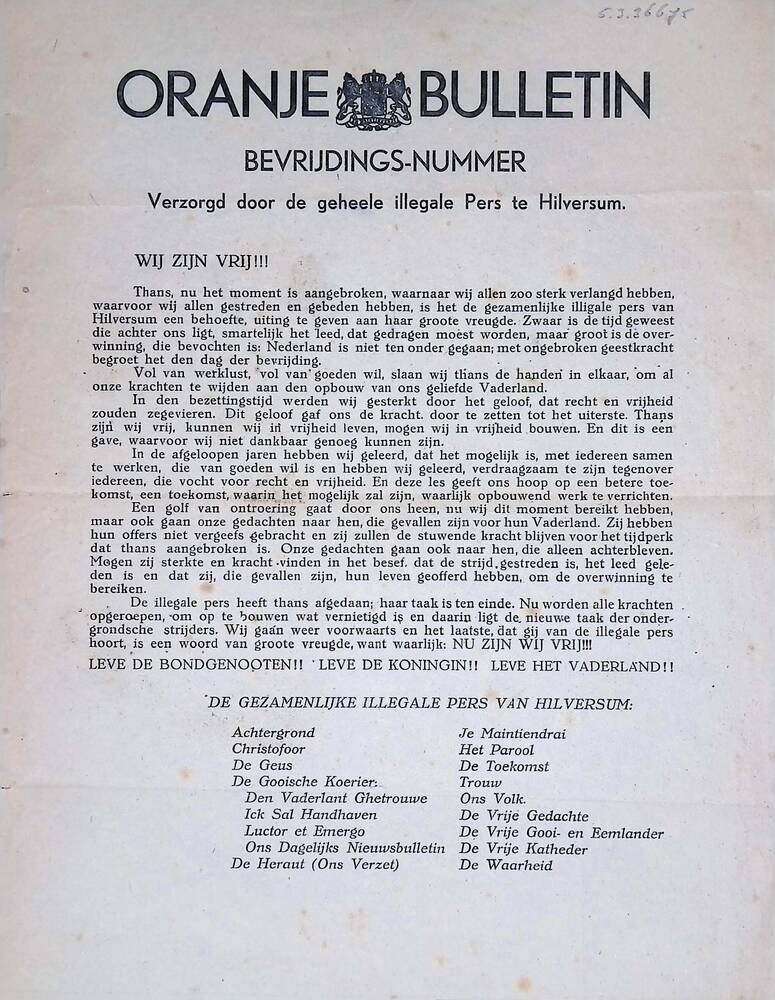 5.3.36675
ORANJE BULLETIN
BEVRIJDINGS-NUMMER
Verzorgd door de geheele illegale Pers te Hilversum.
WIJ ZIJN VRIJ!!!
Thans, nu het moment is aangebroken, waarnaar wij allen zoo sterk verlangd hebben,
waarvoor wij allen gestreden en gebeden hebben, is het de gezamenlijke illigale pers van
Hilversum een behoefte, uiting te geven aan haar groote vreugde. Zwaar is de tijd geweest
die achter ons ligt, smartelijk het leed, dat gedragen moest worden, maar groot is de over-
winning, die bevochten is: Nederland is niet ten onder gegaan; met ongebroken geestkracht
begroet het den dag der bevrijding.
Vol van werklust, vol van goeden wil, slaan wij thans de handen in elkaar, om al
onze krachten te wijden aan den opbouw van ons geliefde Vaderland.
In den bezettingstijd werden wij gesterkt door het geloof, dat recht en vrijheid
zouden zegevieren. Dit geloof gaf ons de kracht. door te zetten tot het uiterste. Thans
zijn wij vrij, kunnen wij in vrijheid leven, mogen wij in vrijheid bouwen. En dit is een
gave, waarvoor wij niet dankbaar genoeg kunnen zijn.
In de afgeloopen jaren hebben wij geleerd, dat het mogelijk is, met iedereen samen
te werken, die van goeden wil is en hebben wij geleerd, verdraagzaam te zijn tegenover
iedereen, die vocht voor recht en vrijheid. En deze les geeft ons hoop op een betere toe-
komst, een toekomst, waarin het mogelijk zal zijn, waarlijk opbouwend werk te verrichten.
Een golf van ontroering gaat door ons heen, nu wij dit moment bereikt hebben,
maar ook gaan onze gedachten naar hen, die gevallen zijn voor hun Vaderland. Zij hebben
hun offers niet vergeefs gebracht en zij zullen de stuwende kracht blijven voor het tijdperk
dat thans aangebroken is. Onze gedachten gaan ook naar hen, die alleen achterbleven.
Mogen zij sterkte en kracht vinden in het besef. dat de strijd gestreden is, het leed gele-
den is en dat zij, die gevallen zijn, hun leven geofferd hebben, om de overwinning te
bereiken.
De illegale pers heeft thans afgedaan; haar taak is ten einde. Nu worden alle krachten
opgeroepen, om op te bouwen wat vernietigd is en daarin ligt de nieuwe taak der onder-
grondsche strijders. Wij gaan weer voorwaarts en het laatste, dat gij van de illegale pers
hoort, is een woord van groote vreugde, want waarlijk: NU ZIJN WIJ VRIJ!!!
LEVE DE BONDGENOOTEN!! LEVE DE KONINGIN!! LEVE HET VADERLAND!!
DE GEZAMENLIJKE ILLEGALE PERS VAN HILVERSUM:
Achtergrond
Christofoor
De Geus
De Gooische Koerier
Den Vaderlant Ghetrouwe
Ick Sal Handhaven
Luctor et Emergo
Ons Dagelijks Nieuwsbulletin
De Heraut (Ons Verzet)
Je Maintiendrai
Het Parool
De Toekomst
Trouw
Ons Volk.
De Vrije Gedachte
De Vrije Gooi- en Eemlander
De Vrije Katheder
De Waarheid